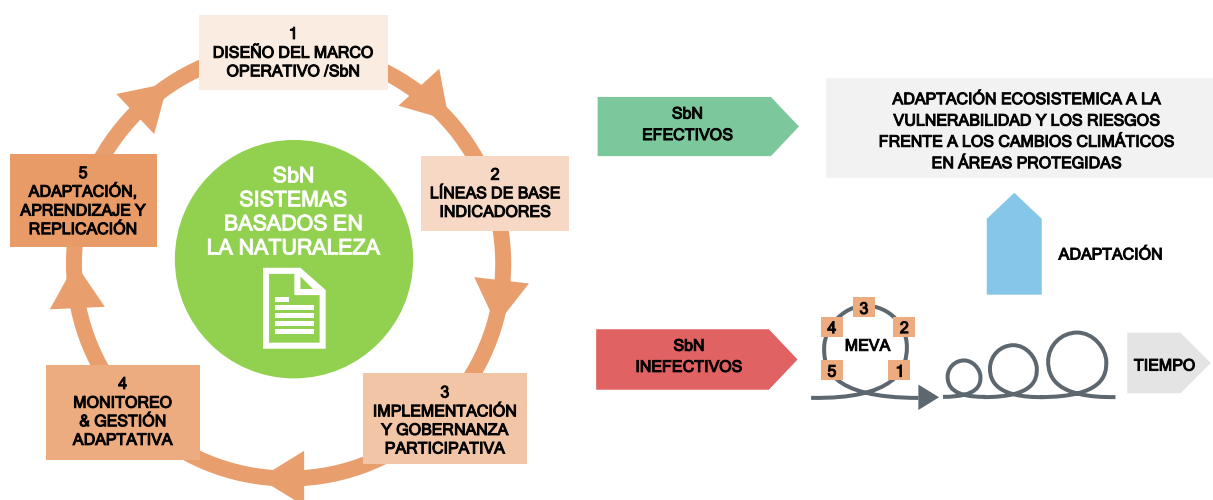 1
DISEÑO DEL MARCO
OPERATIVO /SbN
2
LÍNEAS DE BASE
INDICADORES
3
IMPLEMENTACIÓN
Y GOBERNANZA
PARTICIPATIVA
4
MONITOREO
& GESTIÓN
ADAPTATIVA
5
ADAPTACIÓN,
APRENDIZAJE Y
REPLICACIÓN
SbN
SISTEMAS
BASADOS EN
LA NATURALEZA
SbN
EFECTIVOS
ADAPTACIÓN ECOSISTEMICA A LA
VULNERABILIDAD Y LOS RIESGOS
FRENTE A LOS CAMBIOS CLIMÁTICOS
EN ÁREAS PROTEGIDAS
ADAPTACIÓN
SbN
INEFECTIVOS
3
4
2
MEVA
5
1
TIEMPO